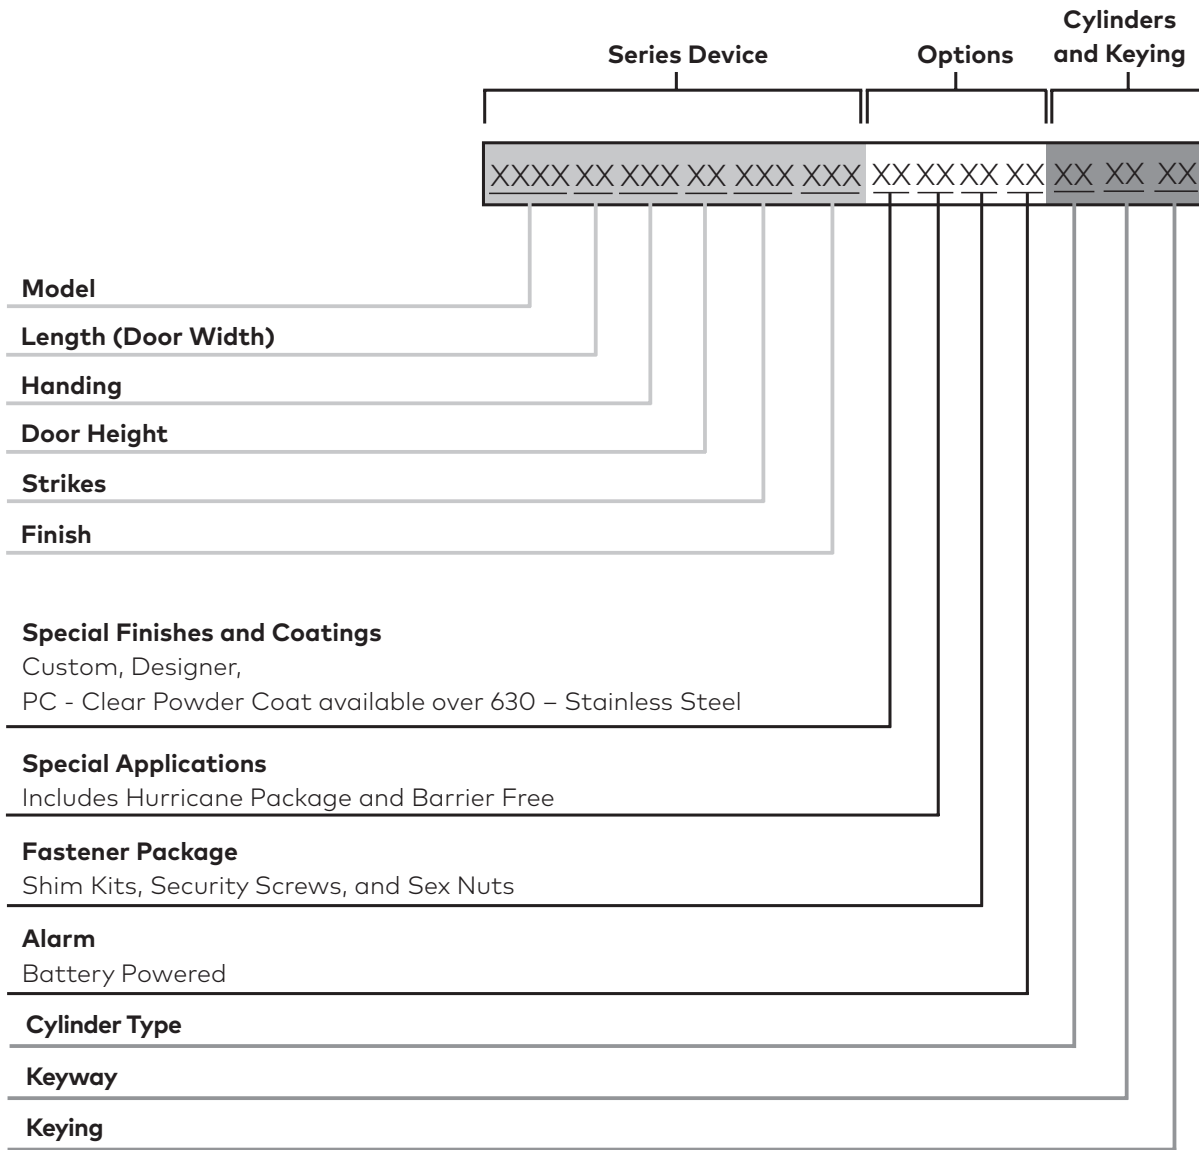 Cylinders
Series Device Options and Keying
XXXX XX XXX XX XXX XXX XX XX XX XX XX XX XX
Model
Length (Door Width)
Handing
Door Height
Strikes
Finish
Special Finishes and Coatings
Custom, Designer,
PC - Clear Powder Coat available over 630 – Stainless Steel
Special Applications
Includes Hurricane Package and Barrier Free
Fastener Package
Shim Kits, Security Screws, and Sex Nuts
Alarm
Battery Powered
Cylinder Type
Keyway
Keying